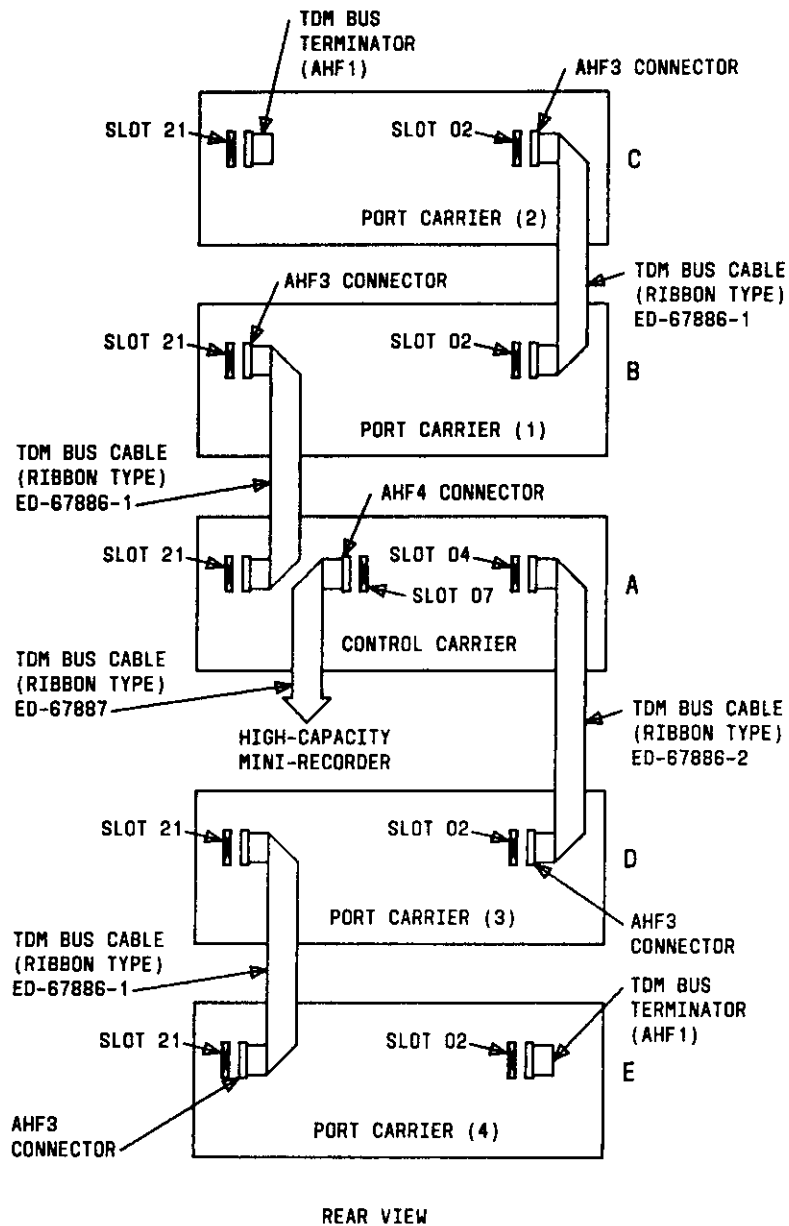 TDM BUS
TERMINATOR
(AHF1)
AHF3 CONNECTOR
SLOT 21
SLOT 02
C
PORT CARRIER (2)
AHF3 CONNECTOR
TDM BUS CABLE
(RIBBON TYPE)
ED-67886-1
SLOT 21
SLOT 02
B
PORT CARRIER (1)
TDM BUS CABLE
(RIBBON TYPE)
ED-67886-1
AHF4 CONNECTOR
SLOT 21
SLOT 04
A
SLOT 07
CONTROL CARRIER
TDM BUS CABLE
(RIBBON TYPE)
ED-67887
HIGH-CAPACITY
MINI-RECORDER
TDM BUS CABLE
(RIBBON TYPE)
ED-67886-2
SLOT 21
SLOT 02
D
PORT CARRIER (3)
AHF3
CONNECTOR
TDM BUS CABLE
(RIBBON TYPE)
ED-67886-1
TDM BUS
TERMINATOR
(AHF1)
SLOT 21
SLOT 02
E
AHF3
CONNECTOR
PORT CARRIER (4)
REAR VIEW